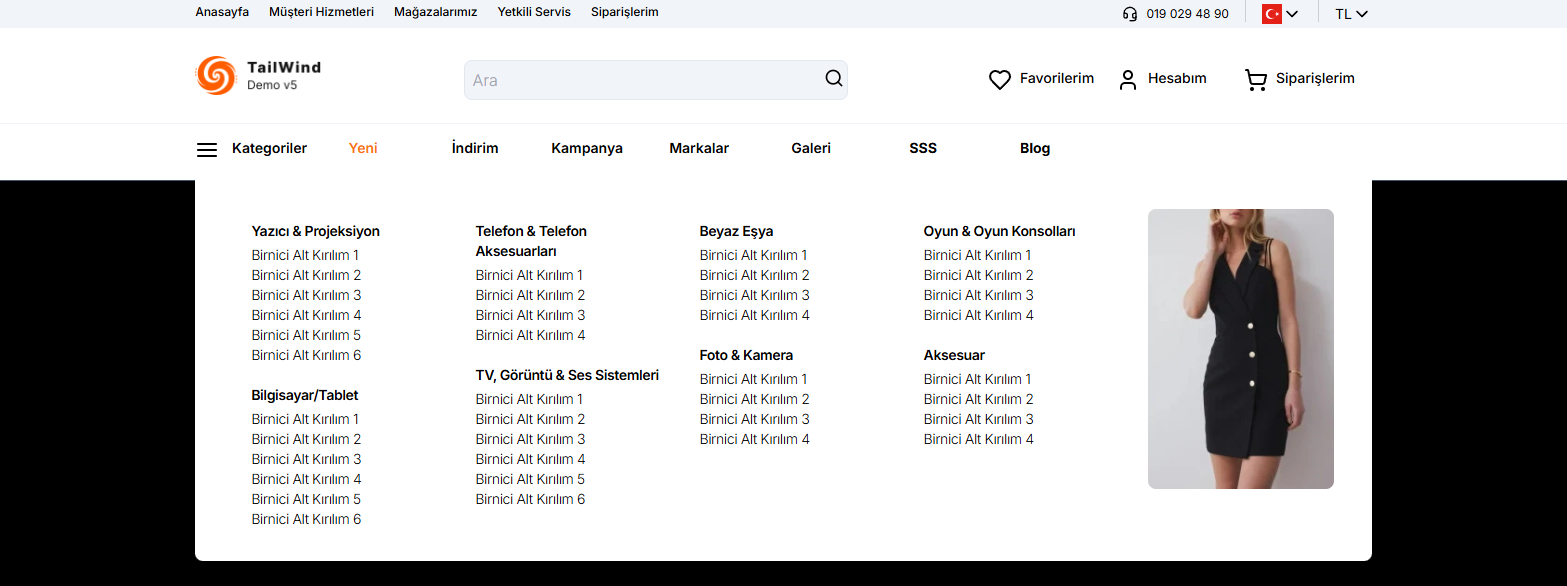 Anasayfa Müşteri Hizmetleri Mağazalarımız Yetkili Servis Siparişlerim 019 029 48 90 TL
TailWind
Demo v5
Ara
Favorilerim Hesabım Siparişlerim
Kategoriler Yeni İndirim Kampanya Markalar Galeri SSS Blog
Yazıcı & Projeksiyon
Birnici Alt Kırılım 1
Birnici Alt Kırılım 2
Birnici Alt Kırılım 3
Birnici Alt Kırılım 4
Birnici Alt Kırılım 5
Birnici Alt Kırılım 6
Bilgisayar/Tablet
Birnici Alt Kırılım 1
Birnici Alt Kırılım 2
Birnici Alt Kırılım 3
Birnici Alt Kırılım 4
Birnici Alt Kırılım 5
Birnici Alt Kırılım 6
Telefon & Telefon
Aksesuarları
Birnici Alt Kırılım 1
Birnici Alt Kırılım 2
Birnici Alt Kırılım 3
Birnici Alt Kırılım 4
TV, Görüntü & Ses Sistemleri
Birnici Alt Kırılım 1
Birnici Alt Kırılım 2
Birnici Alt Kırılım 3
Birnici Alt Kırılım 4
Birnici Alt Kırılım 5
Birnici Alt Kırılım 6
Beyaz Eşya
Birnici Alt Kırılım 1
Birnici Alt Kırılım 2
Birnici Alt Kırılım 3
Birnici Alt Kırılım 4
Foto & Kamera
Birnici Alt Kırılım 1
Birnici Alt Kırılım 2
Birnici Alt Kırılım 3
Birnici Alt Kırılım 4
Oyun & Oyun Konsolları
Birnici Alt Kırılım 1
Birnici Alt Kırılım 2
Birnici Alt Kırılım 3
Birnici Alt Kırılım 4
Aksesuar
Birnici Alt Kırılım 1
Birnici Alt Kırılım 2
Birnici Alt Kırılım 3
Birnici Alt Kırılım 4